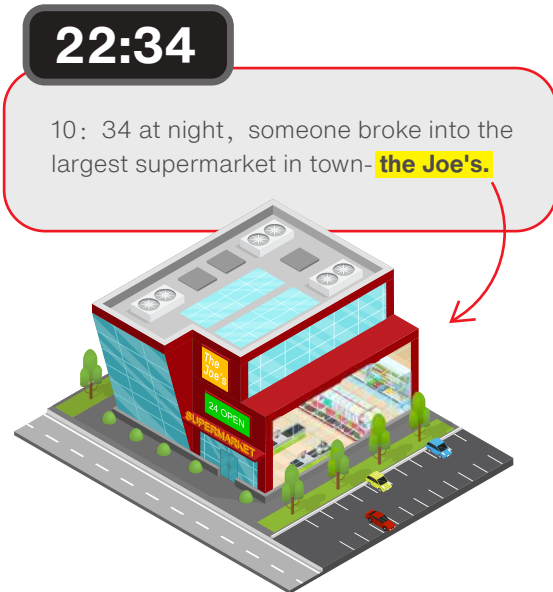 22:34
10: 34 at night, someone broke into the
largest supermarket in town- the Joe's.
The
Joe's
24 OPEN
SUPERMARKET